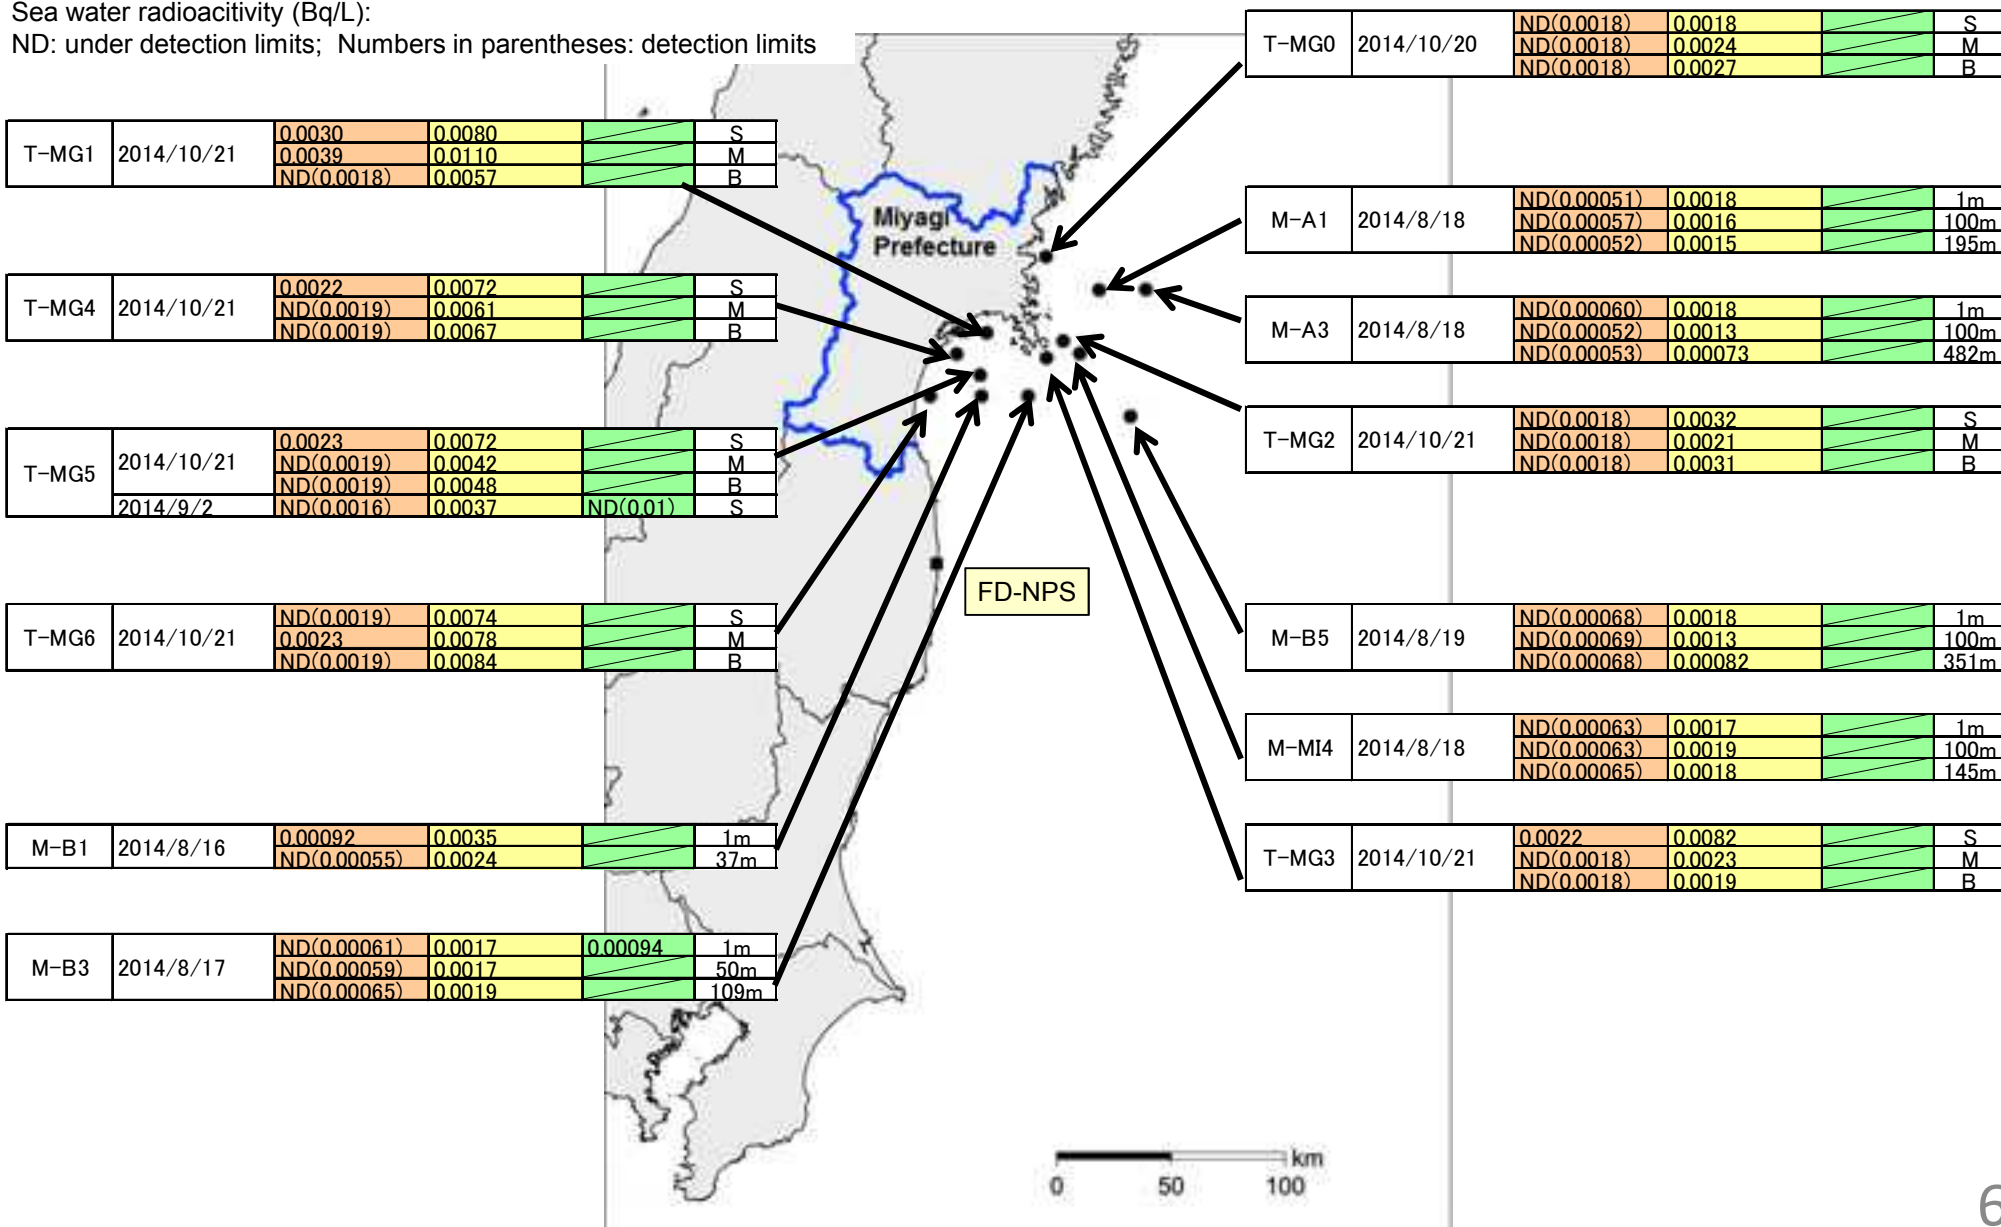 Sea water radioacitivity (Bq/L):
ND: under detection limits; Numbers in parentheses: detection limits
T-MG0 2014/10/20 ND(0.0018) 0.0018 S
ND(0.0018) 0.0024 M
ND(0.0018) 0.0027 B
T-MG1 2014/10/21 0.0030 0.0080 S
0.0039 0.0110 M
ND(0.0018) 0.0057 B
M-A1 2014/8/18 ND(0.00051) 0.0018 1m
ND(0.00057) 0.0016 100m
ND(0.00052) 0.0015 195m
Miyagi
Prefecture
T-MG4 2014/10/21 0.0022 0.0072 S
ND(0.0019) 0.0061 M
ND(0.0019) 0.0067 B
M-A3 2014/8/18 ND(0.00060) 0.0018 1m
ND(0.00052) 0.0013 100m
ND(0.00053) 0.00073 482m
T-MG2 2014/10/21 ND(0.0018) 0.0032 S
ND(0.0018) 0.0021 M
ND(0.0018) 0.0031 B
T-MG5 2014/10/21 0.0023 0.0072 S
ND(0.0019) 0.0042 M
ND(0.0019) 0.0048 B
2014/9/2 ND(0.0016) 0.0037 ND(0.01) S
FD-NPS
T-MG6 2014/10/21 ND(0.0019) 0.0074 S
0.0023 0.0078 M
ND(0.0019) 0.0084 B
M-B5 2014/8/19 ND(0.00068) 0.0018 1m
ND(0.00069) 0.0013 100m
ND(0.00068) 0.00082 351m
M-MI4 2014/8/18 ND(0.00063) 0.0017 1m
ND(0.00063) 0.0019 100m
ND(0.00065) 0.0018 145m
M-B1 2014/8/16 0.00092 0.0035 1m
ND(0.00055) 0.0024 37m
T-MG3 2014/10/21 0.0022 0.0082 S
ND(0.0018) 0.0023 M
ND(0.0018) 0.0019 B
M-B3 2014/8/17 ND(0.00061) 0.0017 0.00094 1m
ND(0.00059) 0.0017 50m
ND(0.00065) 0.0019 109m
km
0 50 100
6